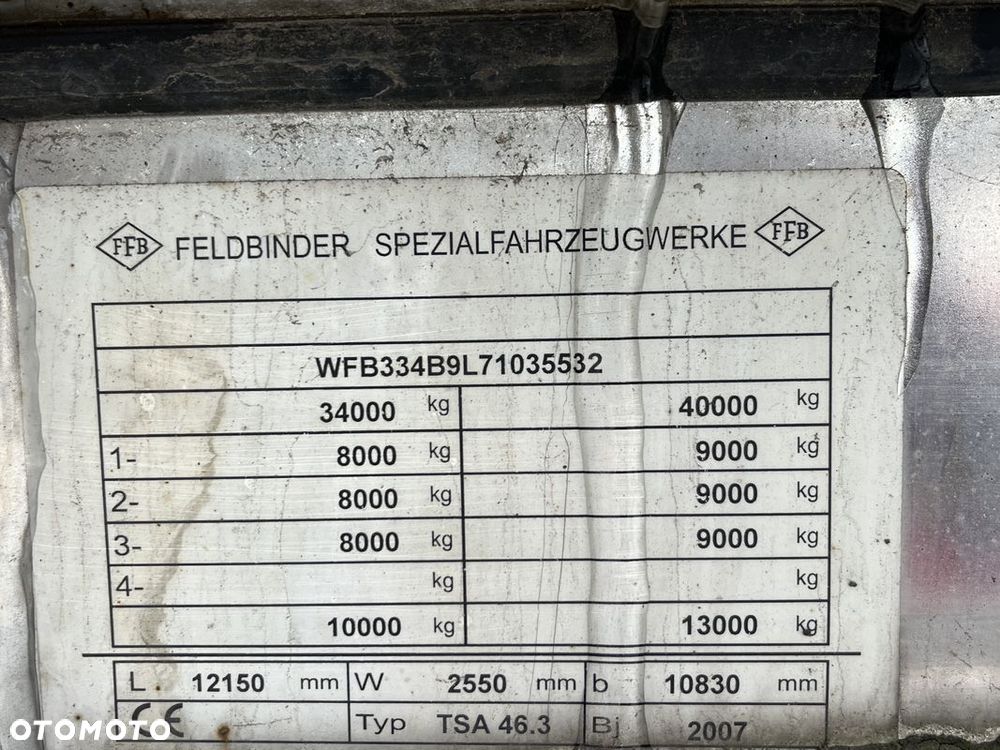 FFB FELDBINDER SPEZIALFAHRZEUGWERKE FFB
WFB334B9L71035532
34000 kg 40000 kg
1- 8000 kg 9000 kg
2- 8000 kg 9000 kg
3- 8000 kg 9000 kg
4- kg kg
10000 kg 13000 kg
L 12150 mm W 2550 mm b 10830 mm
CE Typ TSA 46.3 Bj 2007
OTOMOTO